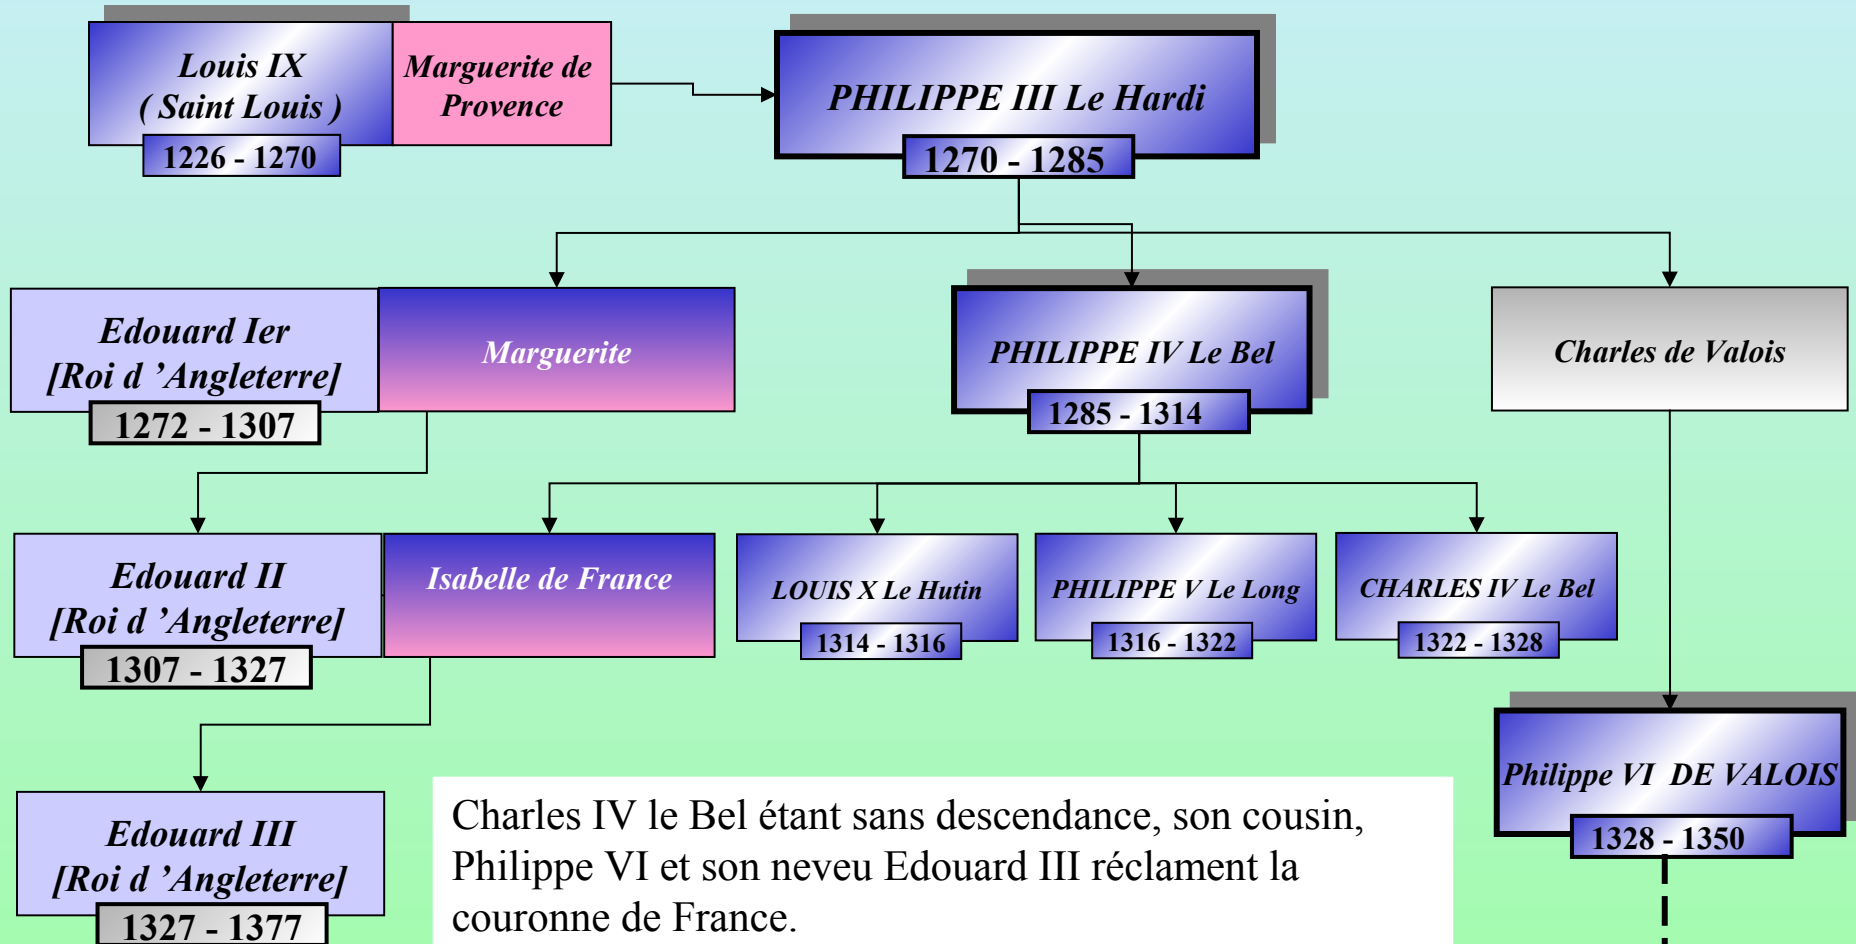 Louis IX
( Saint Louis )
1226 - 1270
Marguerite de
Provence
PHILIPPE III Le Hardi
1270 - 1285
Edouard Ier
[Roi d ’Angleterre]
1272 - 1307
Marguerite
PHILIPPE IV Le Bel
1285 - 1314
Charles de Valois
Edouard II
[Roi d ’Angleterre]
1307 - 1327
Isabelle de France
LOUIS X Le Hutin
1314 - 1316
PHILIPPE V Le Long
1316 - 1322
CHARLES IV Le Bel
1322 - 1328
Philippe VI DE VALOIS
1328 - 1350
Edouard III
[Roi d ’Angleterre]
1327 - 1377
Charles IV le Bel étant sans descendance, son cousin,
Philippe VI et son neveu Edouard III réclament la
couronne de France.